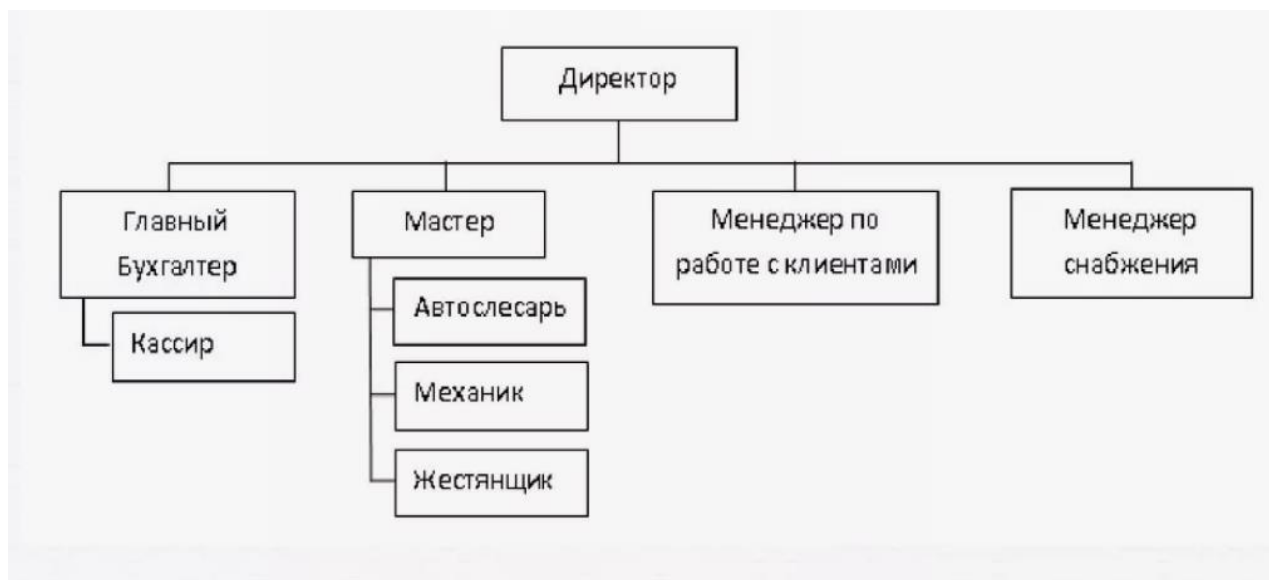 Директор
Главный
Бухгалтер
Мастер
Менеджер по
работе с клиентами
Менеджер
снабжения
Кассир
Автослесарь
Механик
Жестянщик